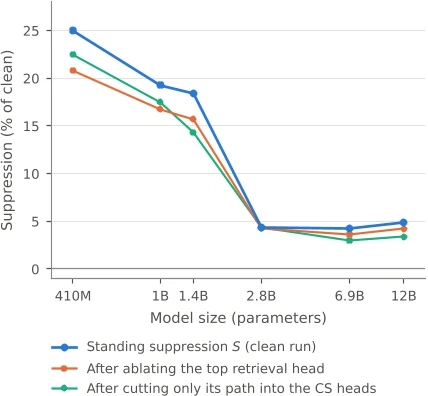 Suppression (% of clean)
25
20
15
10
5
0
410M 1B 1.4B 2.8B 6.9B 12B
Model size (parameters)
Standing suppression S (clean run)
After ablating the top retrieval head
After cutting only its path into the CS heads